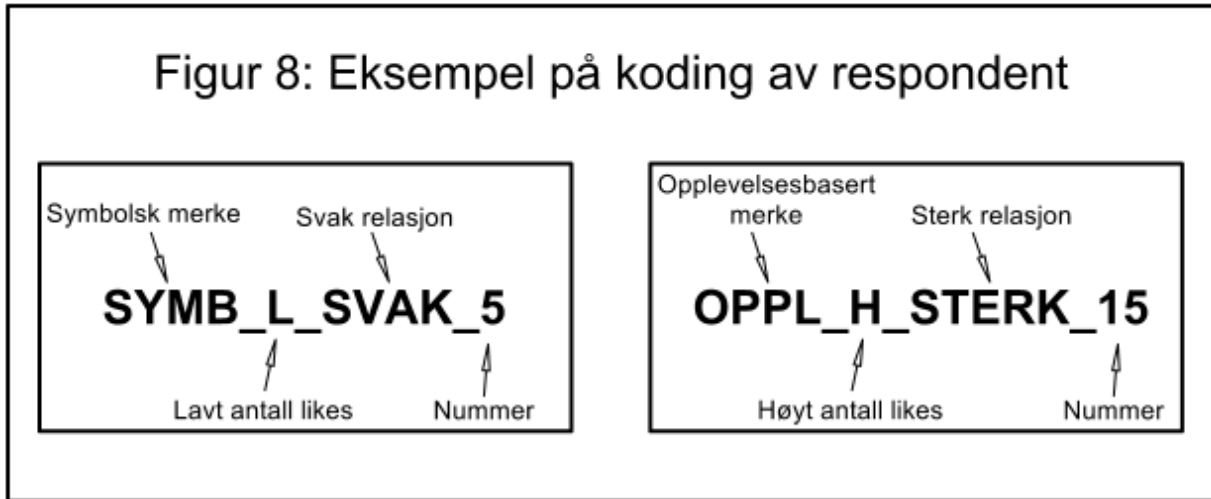 Figur 8: Eksempel på koding av respondent
Symbolsk merke
Svak relasjon
SYMB_L_SVAK_5
Lavt antall likes
Nummer
Opplevelsesbasert
merke
Sterk relasjon
OPPL_H_STERK_15
Høyt antall likes
Nummer